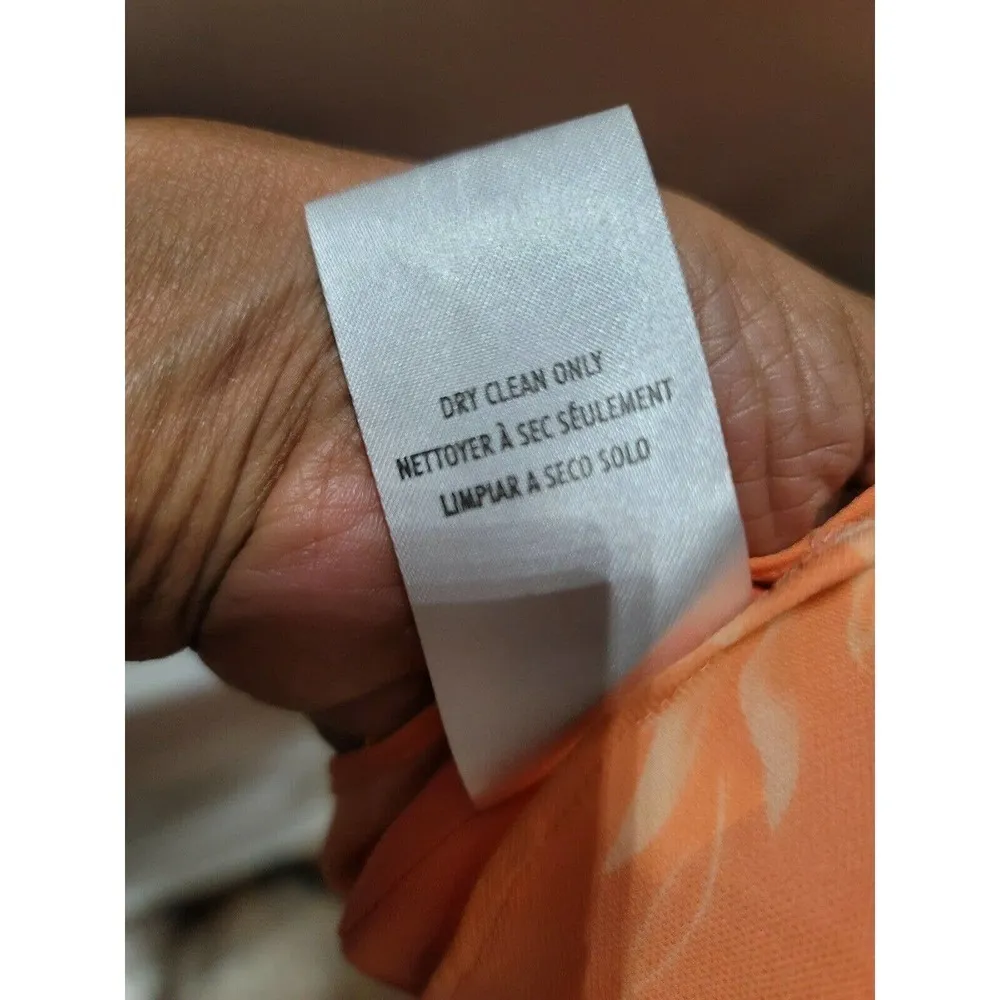 DRY CLEAN ONLY
NETTOYER À SEC SÉULEMENT
LIMPIAR A SECO SOLO